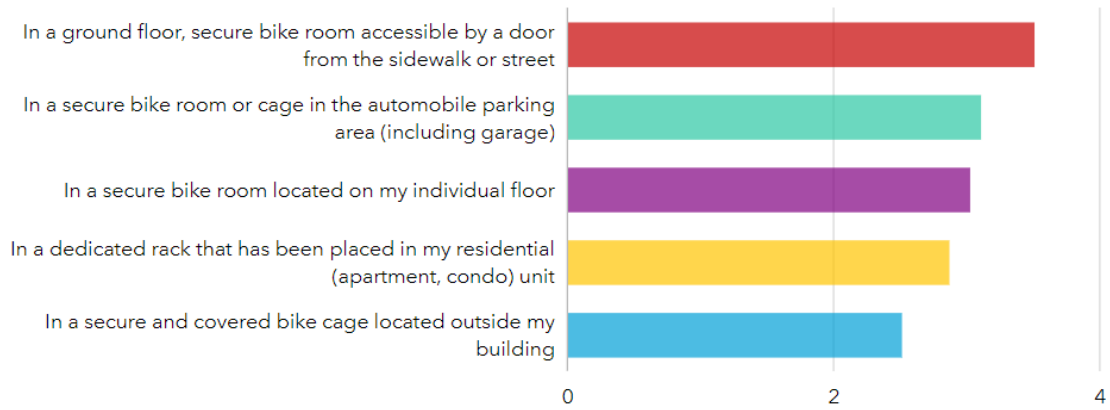 In a ground floor, secure bike room accessible by a door
from the sidewalk or street
In a secure bike room or cage in the automobile parking
area (including garage)
In a secure bike room located on my individual floor
In a dedicated rack that has been placed in my residential
(apartment, condo) unit
In a secure and covered bike cage located outside my
building
0
2
4